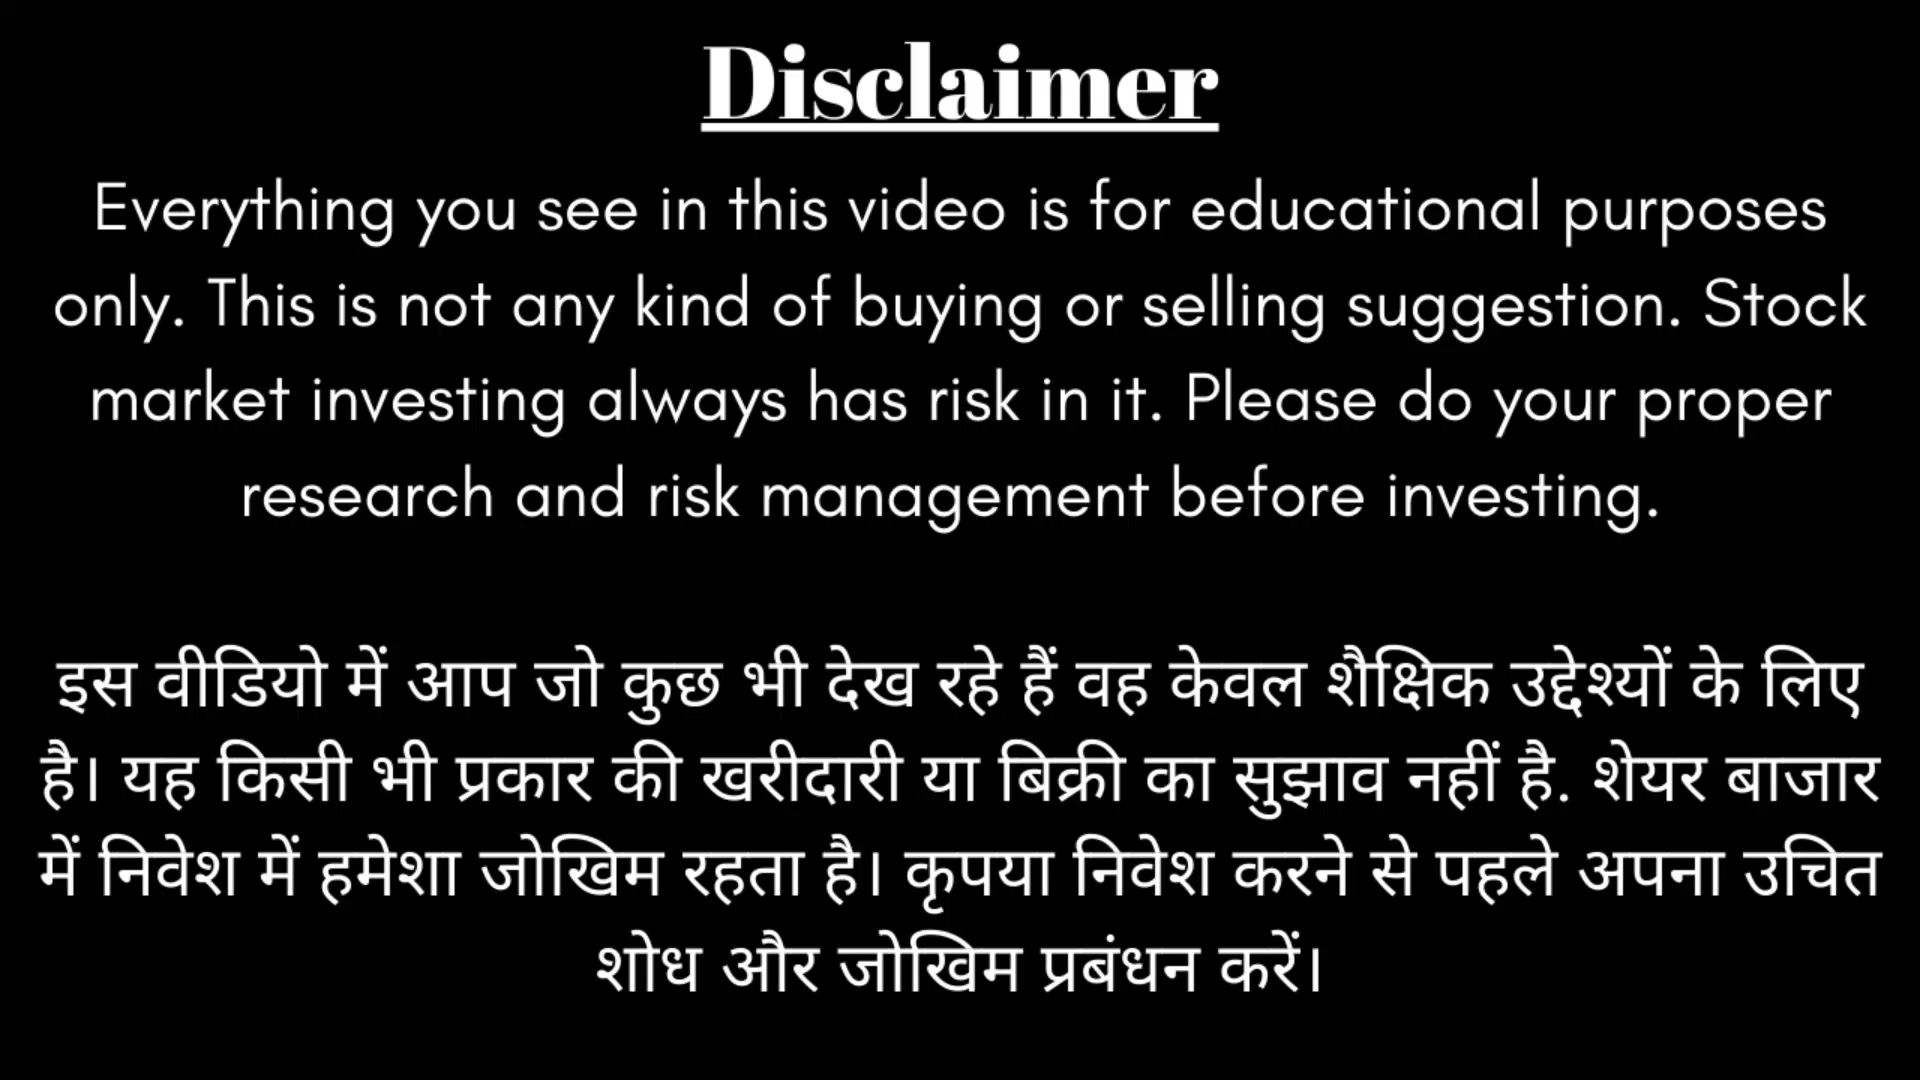 Disclaimer
Everything you see in this video is for educational purposes
only. This is not any kind of buying or selling suggestion. Stock
market investing always has risk in it. Please do your proper
research and risk management before investing.
इस वीडियो में आप जो कुछ भी देख रहे हैं वह केवल शैक्षिक उद्देश्यों के लिए
है। यह किसी भी प्रकार की खरीदारी या बिक्री का सुझाव नहीं है. शेयर बाजार
में निवेश में हमेशा जोखिम रहता है। कृपया निवेश करने से पहले अपना उचित
शोध और जोखिम प्रबंधन करें।